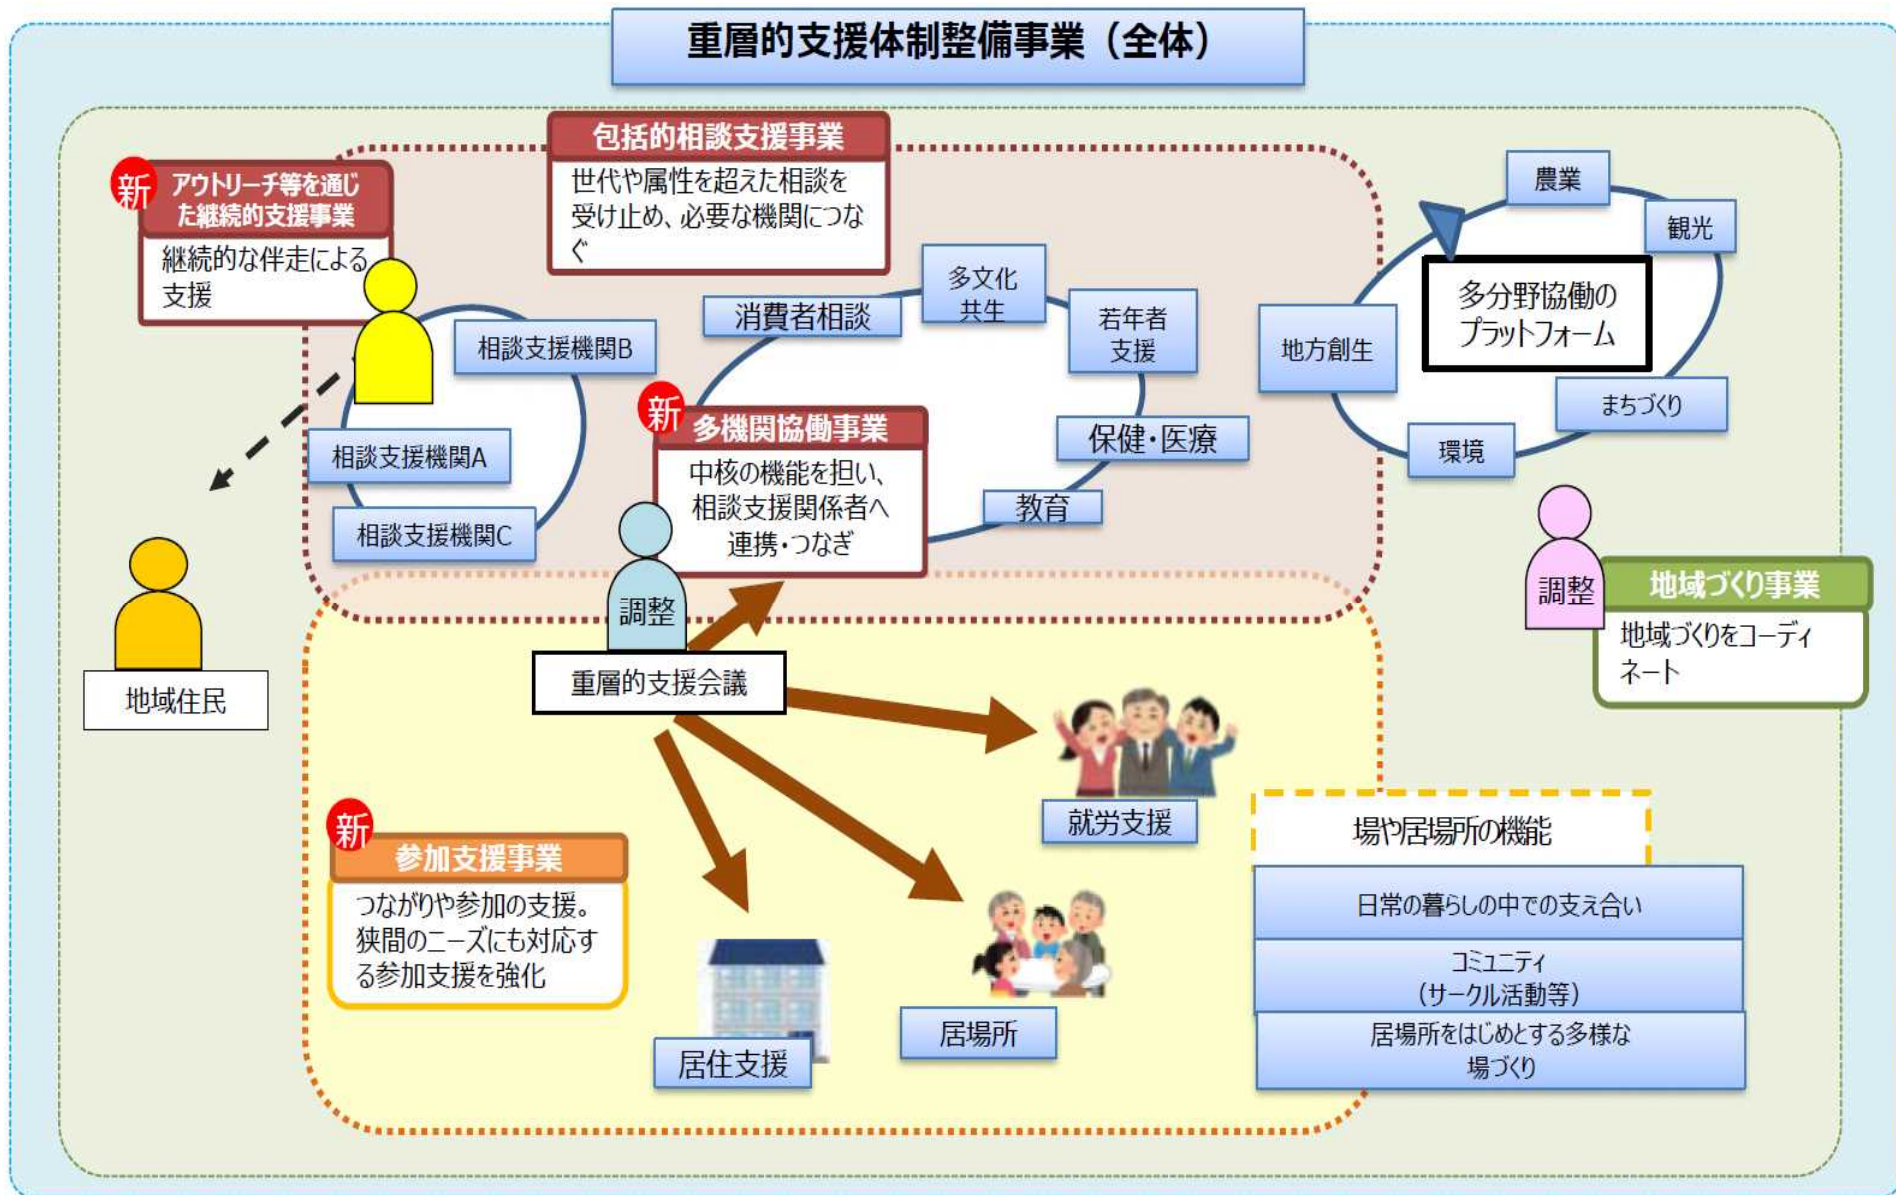 重層的支援体制整備事業（全体）
包括的相談支援事業
世代や属性を超えた相談を
受け止め、必要な機関につな
ぐ
新
アウトリーチ等を通じ
た継続的支援事業
継続的な伴走による
支援
相談支援機関B
相談支援機関A
相談支援機関C
消費者相談
多文化
共生
若年者
支援
保健・医療
教育
新
多機関協働事業
中核の機能を担い、
相談支援関係者へ
連携・つなぎ
農業
観光
多分野協働の
プラットフォーム
地方創生
まちづくり
環境
調整
地域づくり事業
地域づくりをコーディ
ネート
調整
重層的支援会議
地域住民
新
参加支援事業
つながりや参加の支援。
狭間のニーズにも対応す
る参加支援を強化
就労支援
居場所
居住支援
場や居場所の機能
日常の暮らしの中での支え合い
コミュニティ
（サークル活動等）
居場所をはじめとする多様な
場づくり